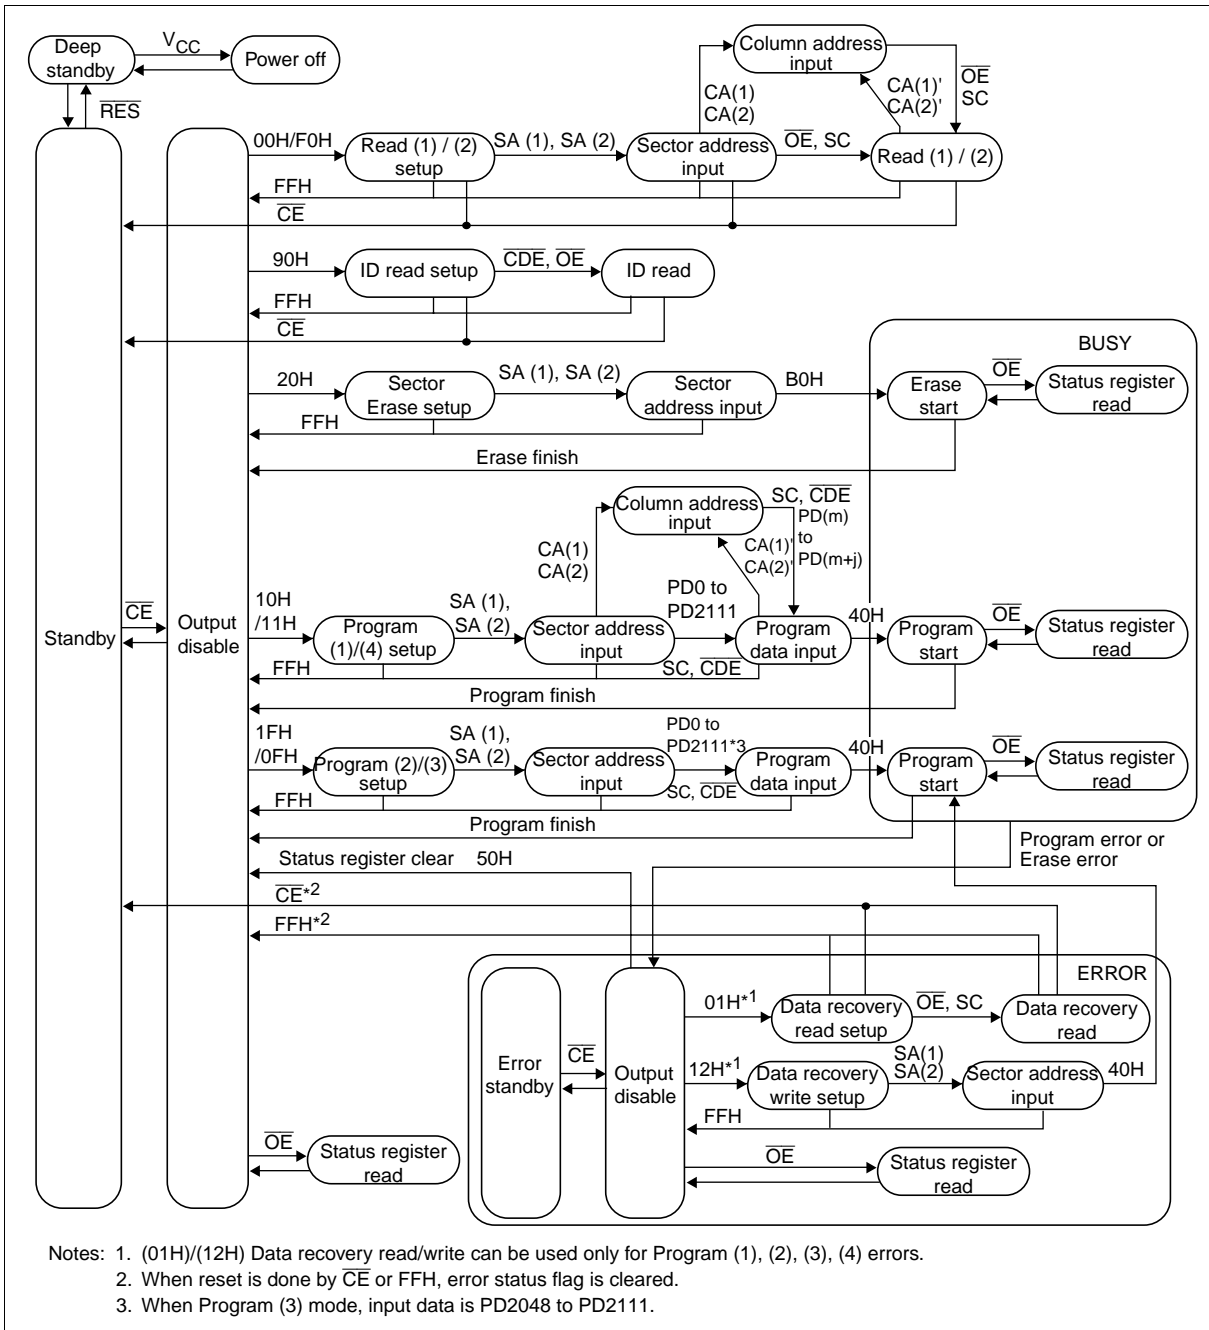 Deep
standby
VCC
Power off
RES
Column address
input
CA(1)
CA(2)
CA(1)'
CA(2)'
OE
SC
00H/F0H
Read (1) / (2)
setup
SA (1), SA (2)
Sector address
input
OE, SC
Read (1) / (2)
FFH
CE
90H
ID read setup
CDE, OE
ID read
FFH
CE
BUSY
20H
Sector
Erase setup
SA (1), SA (2)
Sector
address input
B0H
Erase
start
OE
Status register
read
FFH
Erase finish
Column address
input
SC, CDE
PD(m)
to
PD(m+j)
CA(1)
CA(2)
CA(1)'
CA(2)'
Standby
CE
Output
disable
10H
/11H
Program
(1)/(4) setup
SA (1),
SA (2)
Sector address
input
PD0 to
PD2111
SC, CDE
Program
data input
40H
Program
start
OE
Status register
read
FFH
Program finish
1FH
/0FH
Program (2)/(3)
setup
SA (1),
SA (2)
Sector address
input
PD0 to
PD2111*3
SC, CDE
Program
data input
40H
Program
start
OE
Status register
read
FFH
Program finish
Program error or
Erase error
Status register clear 50H
CE*2
FFH*2
ERROR
Error
standby
CE
Output
disable
01H*1
Data recovery
read setup
OE, SC
Data recovery
read
12H*1
Data recovery
write setup
SA(1)
SA(2)
Sector address
input
40H
FFH
OE
Status register
read
OE
Status register
read
Notes: 1. (01H)/(12H) Data recovery read/write can be used only for Program (1), (2), (3), (4) errors.
2. When reset is done by CE or FFH, error status flag is cleared.
3. When Program (3) mode, input data is PD2048 to PD2111.